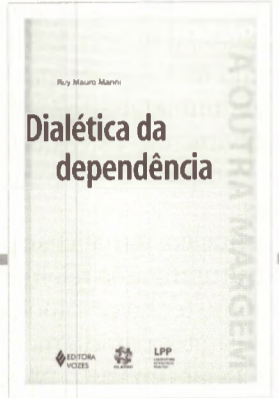 Ruy Mauro Marini
Dialética da
dependência
A OUTRA MARGEM
EDITORA
VOZES
LPP